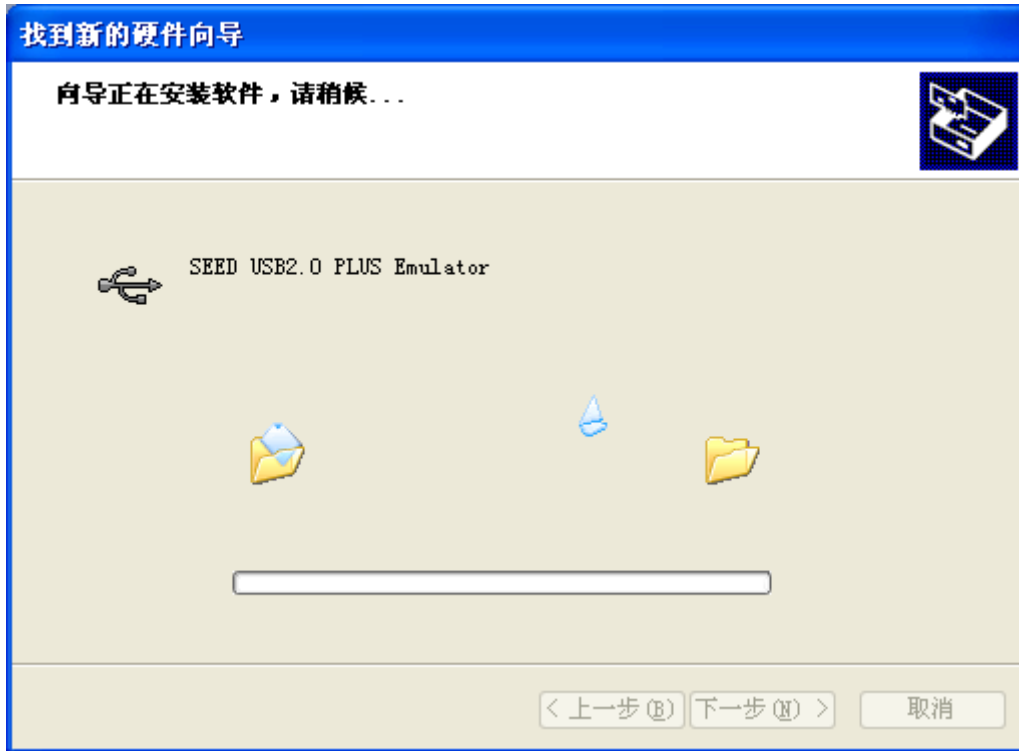 找到新的硬件向导
向导正在安装软件，请稍候...
SEED USB2.0 PLUS Emulator
< 上一步(B) 下一步(N) > 取消